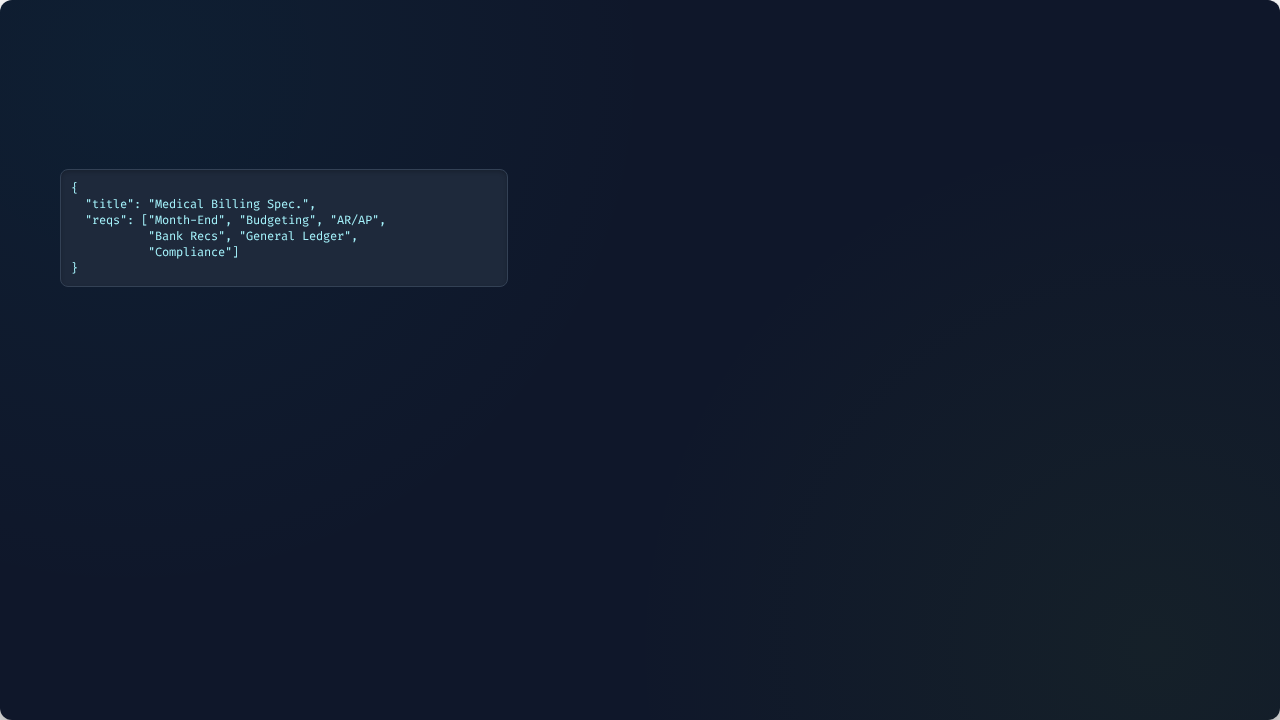 {
  "title": "Medical Billing Spec.",
  "reqs": ["Month-End", "Budgeting", "AR/AP",
           "Bank Recs", "General Ledger",
           "Compliance"]
}